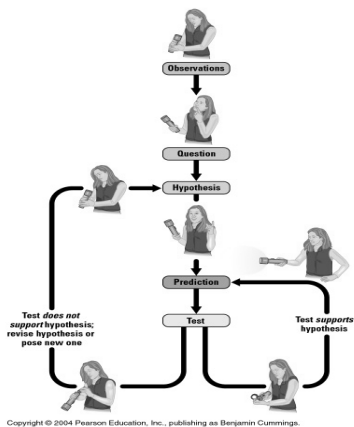 Observations
Question
Hypothesis
Prediction
Test
Test does not
support hypothesis;
revise hypothesis or
pose new one
Test supports
hypothesis
Copyright © 2004 Pearson Education, Inc., publishing as Benjamin Cummings.